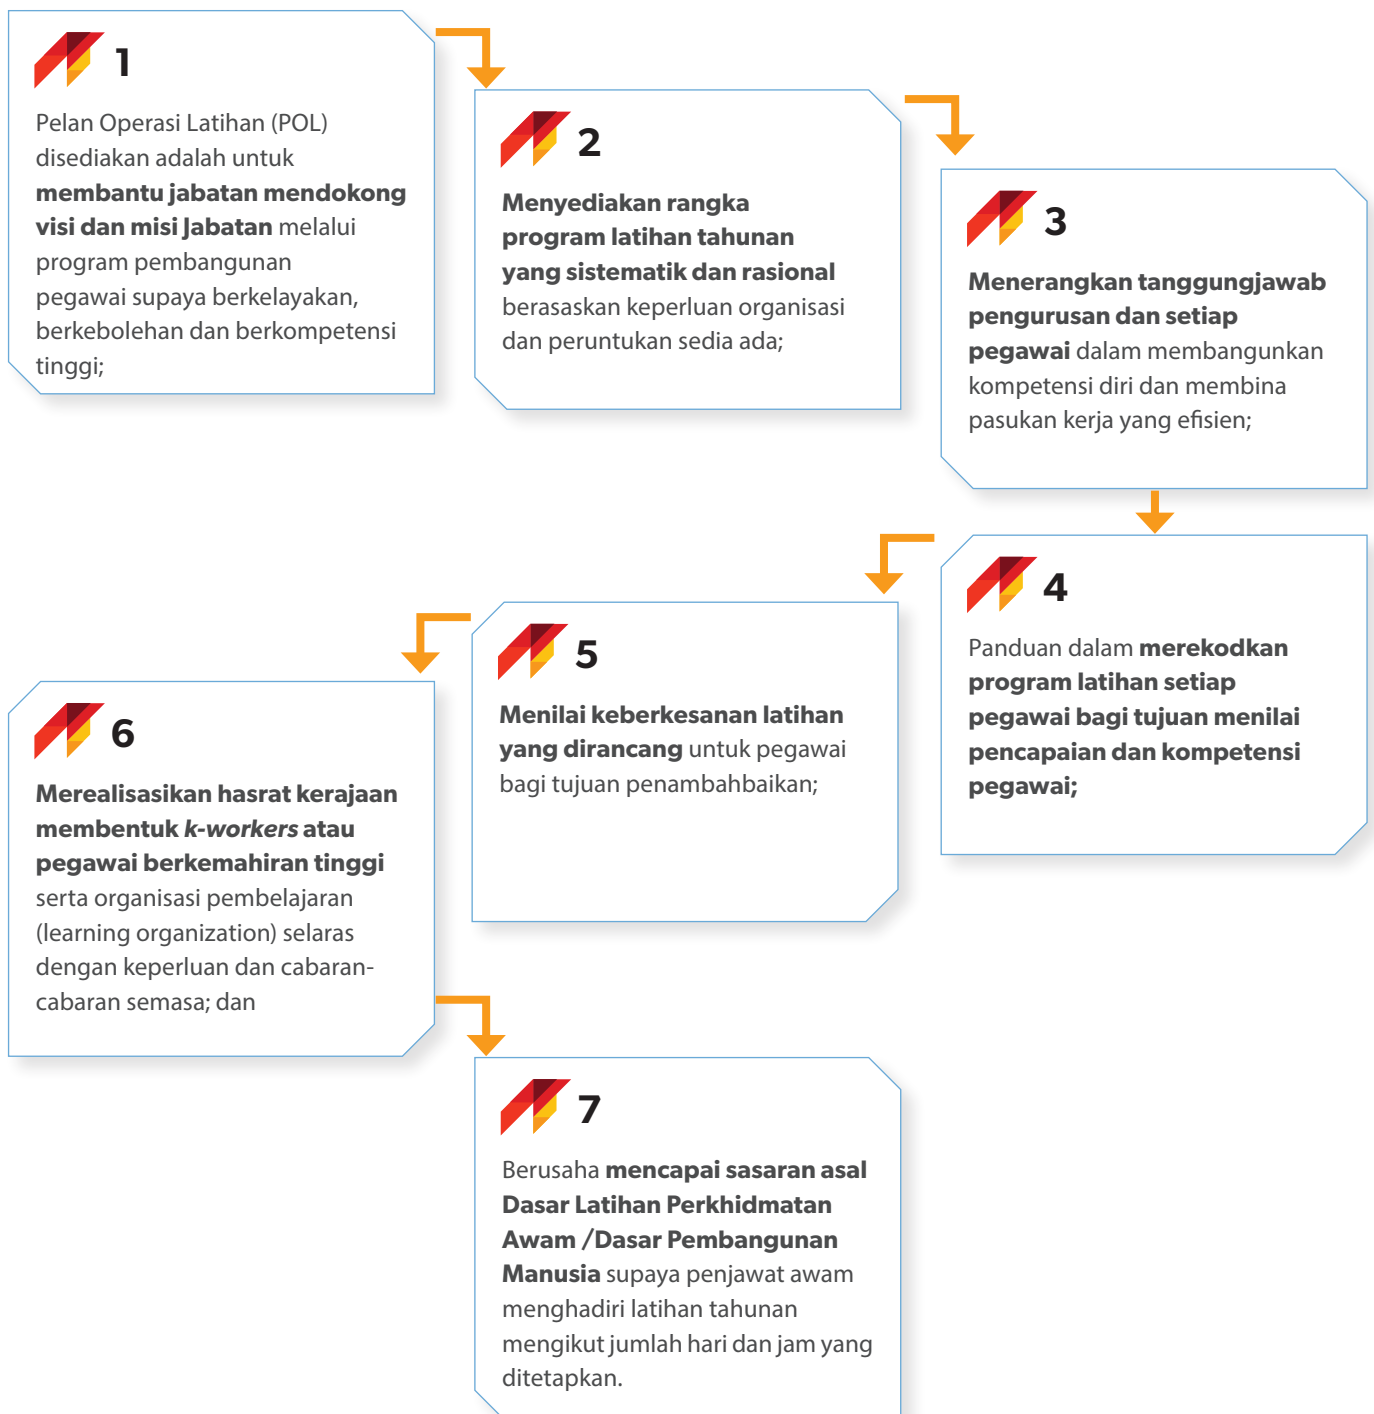 1
Pelan Operasi Latihan (POL)
disediakan adalah untuk
membantu jabatan mendokong
visi dan misi Jabatan melalui
program pembangunan
pegawai supaya berkelayakan,
berkebolehan dan berkompetensi
tinggi;
2
Menyediakan rangka
program latihan tahunan
yang sistematik dan rasional
berasaskan keperluan organisasi
dan peruntukan sedia ada;
3
Menerangkan tanggungjawab
pengurusan dan setiap
pegawai dalam membangunkan
kompetensi diri dan membina
pasukan kerja yang efisien;
4
Panduan dalam merekodkan
program latihan setiap
pegawai bagi tujuan menilai
pencapaian dan kompetensi
pegawai;
5
Menilai keberkesanan latihan
yang dirancang untuk pegawai
bagi tujuan penambahbaikan;
6
Merealisasikan hasrat kerajaan
membentuk k-workers atau
pegawai berkemahiran tinggi
serta organisasi pembelajaran
(learning organization) selaras
dengan keperluan dan cabaran-
cabaran semasa; dan
7
Berusaha mencapai sasaran asal
Dasar Latihan Perkhidmatan
Awam /Dasar Pembangunan
Manusia supaya penjawat awam
menghadiri latihan tahunan
mengikut jumlah hari dan jam yang
ditetapkan.